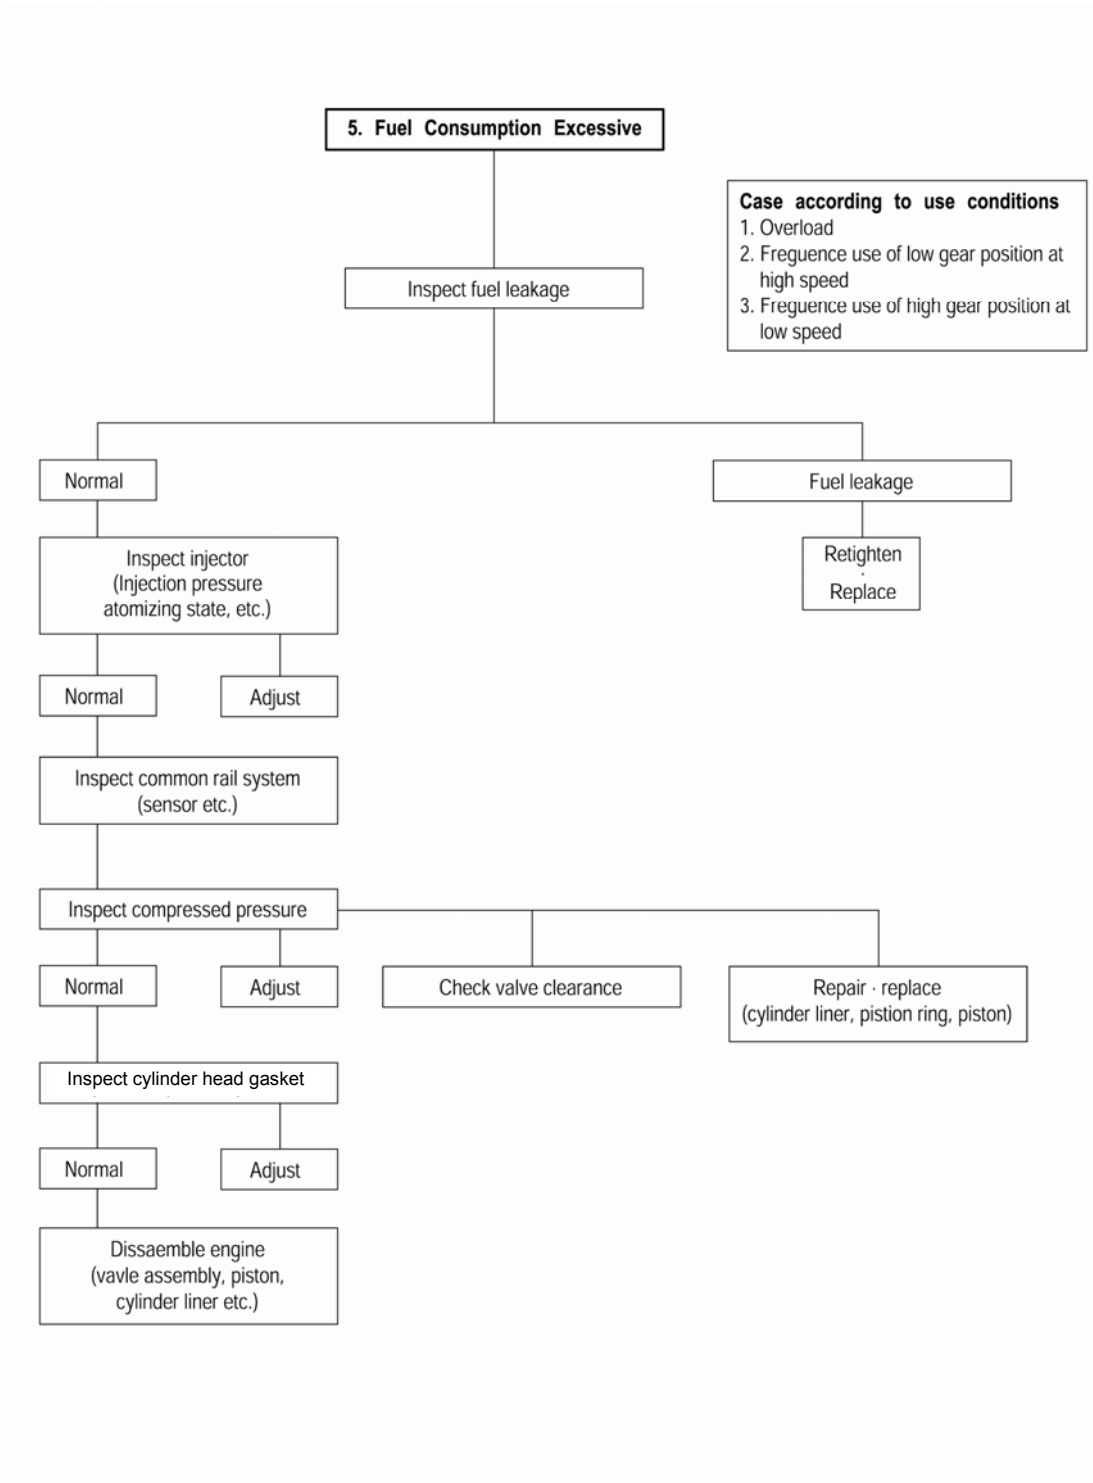 5. Fuel Consumption Excessive
Case according to use conditions
1. Overload
2. Freguence use of low gear position at
high speed
3. Freguence use of high gear position at
low speed
Inspect fuel leakage
Normal
Fuel leakage
Inspect injector
(Injection pressure
atomizing state, etc.)
Retighten
·
Replace
Normal
Adjust
Inspect common rail system
(sensor etc.)
Inspect compressed pressure
Normal
Adjust
Check valve clearance
Repair · replace
(cylinder liner, pistion ring, piston)
Inspect cylinder head gasket
Normal
Adjust
Dissaemble engine
(vavle assembly, piston,
cylinder liner etc.)